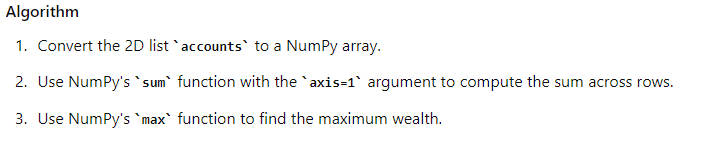 Algorithm
1. Convert the 2D list `accounts` to a NumPy array.
2. Use NumPy's `sum` function with the `axis=1` argument to compute the sum across rows.
3. Use NumPy's `max` function to find the maximum wealth.